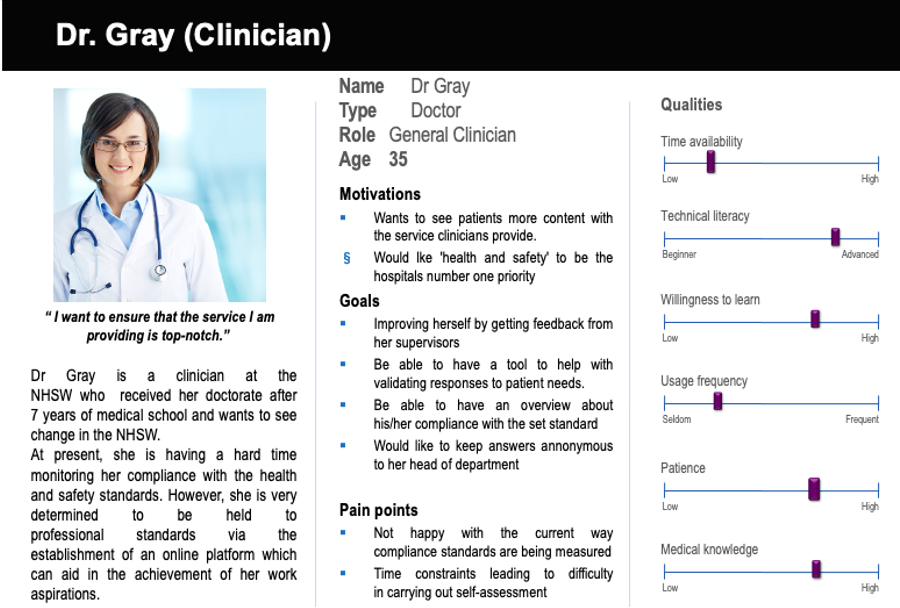 Dr. Gray (Clinician)
“ I want to ensure that the service I am
providing is top-notch.”
Dr Gray is a clinician at the
NHSW who received her doctorate after
7 years of medical school and wants to see
change in the NHSW.
At present, she is having a hard time
monitoring her compliance with the health
and safety standards. However, she is very
determined to be held to
professional standards via the
establishment of an online platform which
can aid in the achievement of her work
aspirations.
Name Dr Gray
Type Doctor
Role General Clinician
Age 35
Motivations
▪ Wants to see patients more content with
the service clinicians provide.
§ Would lke 'health and safety' to be the
hospitals number one priority
Goals
▪ Improving herself by getting feedback from
her supervisors
▪ Be able to have a tool to help with
validating responses to patient needs.
▪ Be able to have an overview about
his/her compliance with the set standard
▪ Would like to keep answers annonymous
to her head of department
Pain points
▪ Not happy with the current way
compliance standards are being measured
▪ Time constraints leading to difficulty
in carrying out self-assessment
Qualities
Time availability
Low High
Technical literacy
Beginner Advanced
Willingness to learn
Low High
Usage frequency
Seldom Frequent
Patience
Low High
Medical knowledge
Low High